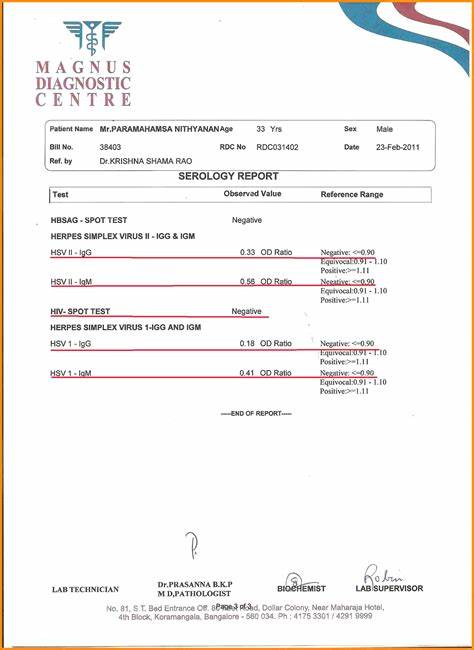 MAGNUS
DIAGNOSTIC
CENTRE
Patient Name Mr.PARAMAHAMSA NITHYANAN Age 33 Yrs Sex Male
Bill No. 38403 RDC No RDC031402 Date 23-Feb-2011
Ref. by Dr.KRISHNA SHAMA RAO
SEROLOGY REPORT
Test Observed Value Reference Range
HBSAG - SPOT TEST Negative
HERPES SIMPLEX VIRUS II - IGG & IGM
HSV II - IgG 0.33 OD Ratio Negative: <=0.90
Equivocal:0.91 - 1.10
Positive:>=1.11
HSV II - IgM 0.56 OD Ratio Negative: <=0.90
Equivocal:0.91 - 1.10
Positive:>=1.11
HIV- SPOT TEST Negative
HERPES SIMPLEX VIRUS 1-IGG AND IGM
HSV 1 - IgG 0.18 OD Ratio Negative: <=0.90
Equivocal:0.91 - 1.10
Positive:>=1.11
HSV 1 - IgM 0.41 OD Ratio Negative: <=0.90
Equivocal:0.91 - 1.10
Positive:>=1.11
-----END OF REPORT-----
Robin
LAB TECHNICIAN Dr.PRASANNA B.K.P BIOCHEMIST LAB SUPERVISOR
M D,PATHOLOGIST
No. 81, S.T. Bed Entrance Off. Road, Dollar Colony, Near Maharaja Hotel,
Page 3 of 3
4th Block, Koramangala, Bangalore - 560 034. Ph : 4175 3301 / 4291 9999